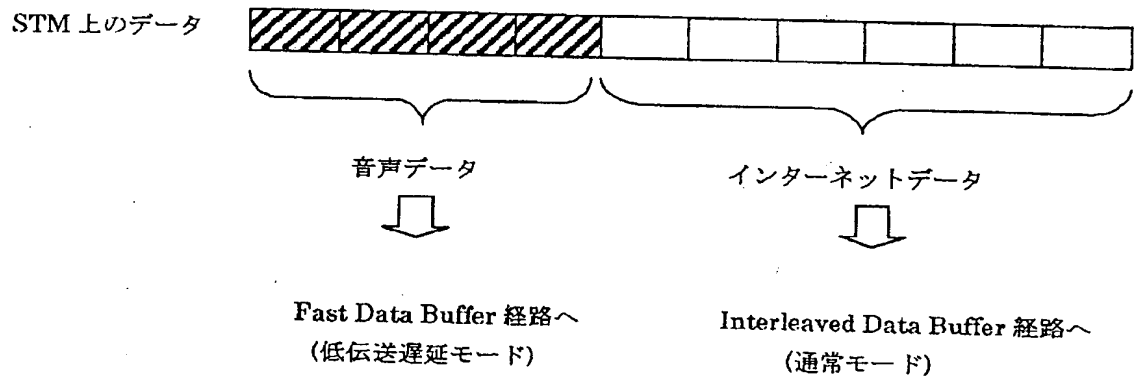 STM 上のデータ
音声データ
インターネットデータ
Fast Data Buffer 経路へ
(低伝送遅延モード)
Interleaved Data Buffer 経路へ
(通常モード)